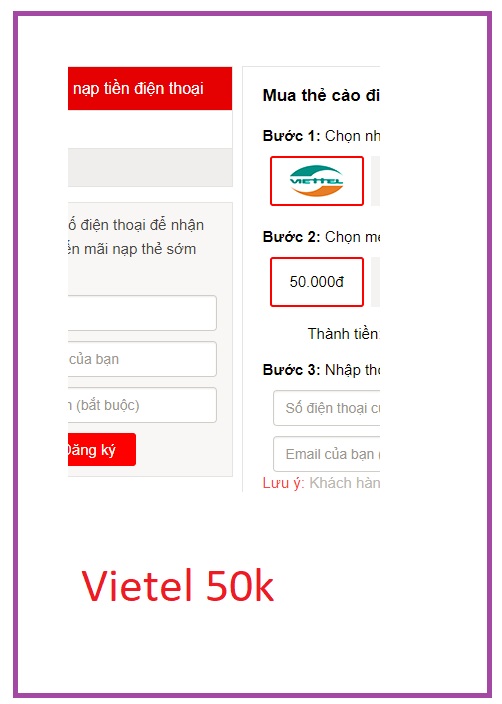 nạp tiền điện thoại
ố điện thoại để nhận
ến mãi nạp thẻ sớm
của bạn
(bắt buộc)
Đăng ký
Mua thẻ cào đi
Bước 1: Chọn nh
VIETTEL
Bước 2: Chọn mệ
50.000đ
Thành tiền:
Bước 3: Nhập thô
Số điện thoại củ
Email của bạn (
Lưu ý: Khách hàn
Vietel 50k